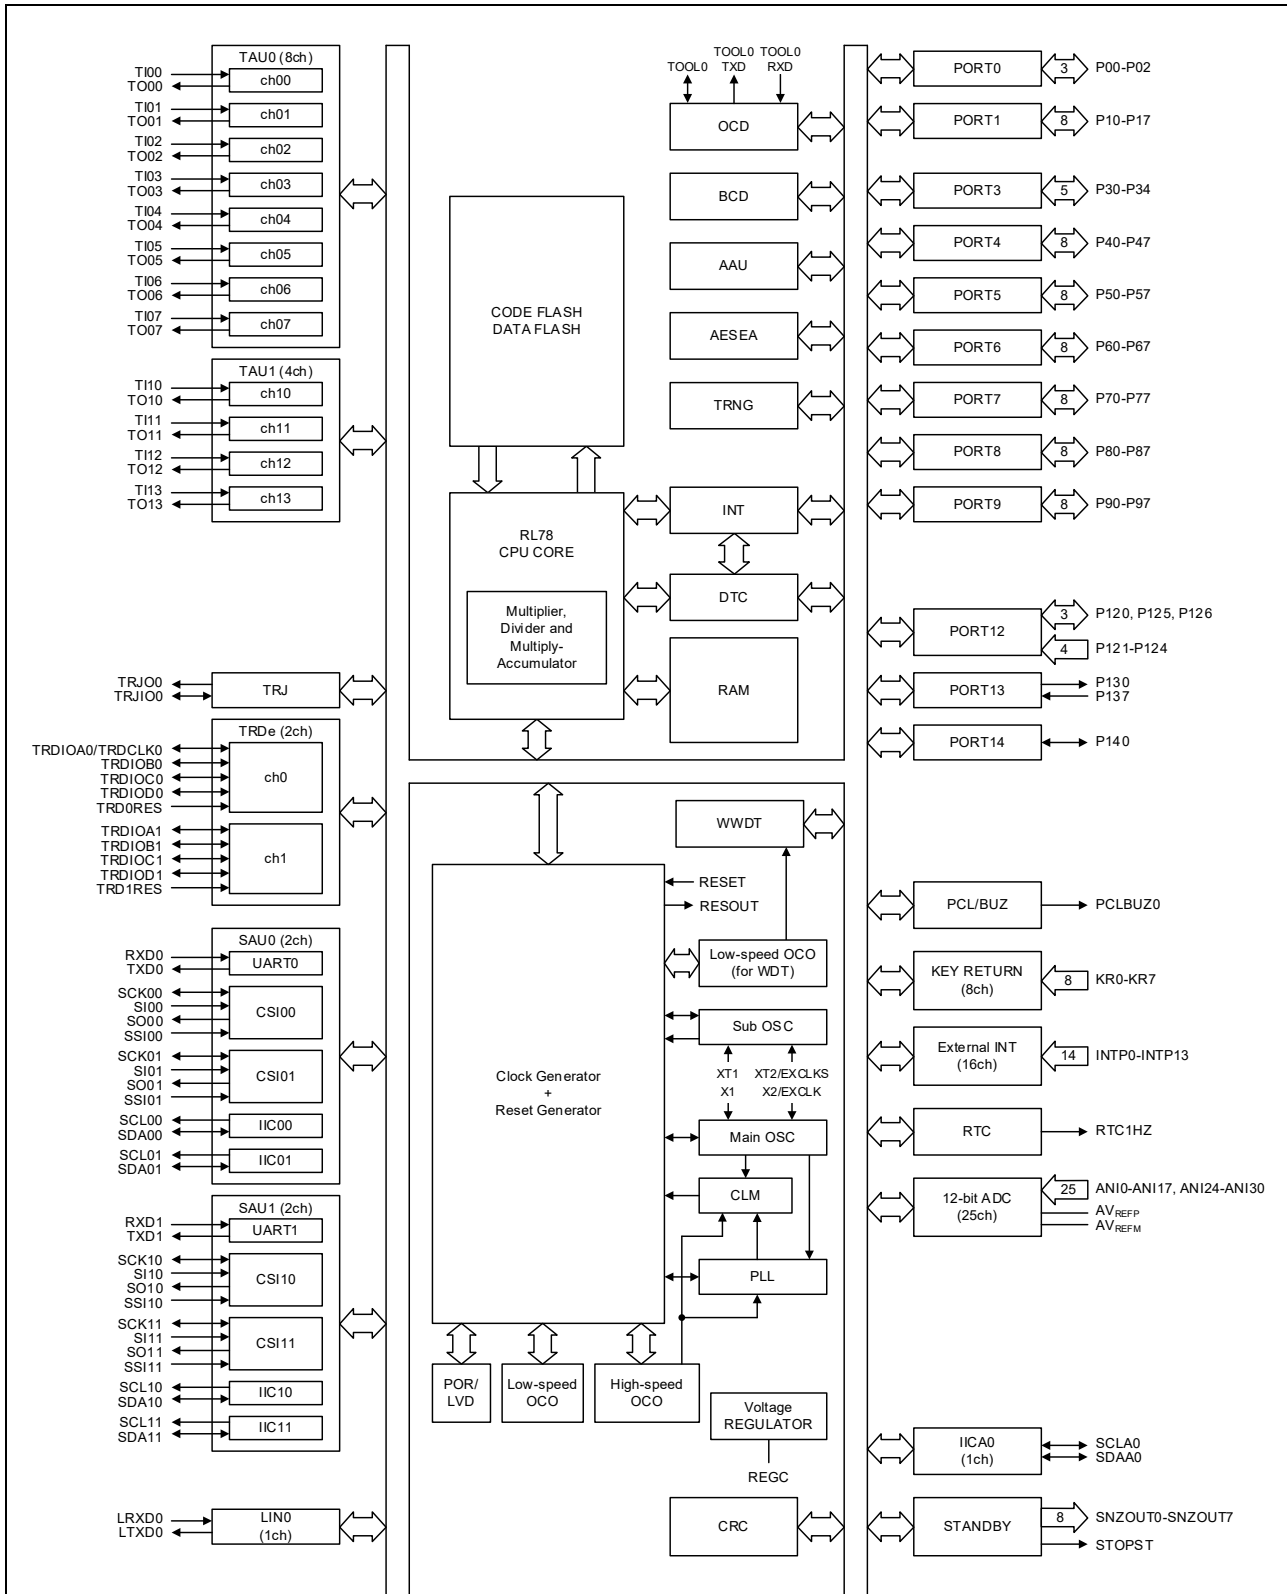 TAU0 (8ch)
TI00
TO00
ch00
TI01
TO01
ch01
TI02
TO02
ch02
TI03
TO03
ch03
TI04
TO04
ch04
TI05
TO05
ch05
TI06
TO06
ch06
TI07
TO07
ch07
TAU1 (4ch)
TI10
TO10
ch10
TI11
TO11
ch11
TI12
TO12
ch12
TI13
TO13
ch13
TRJO0
TRJIO0
TRJ
TRDe (2ch)
TRDIOA0/TRDCLK0
TRDIOB0
TRDIOC0
TRDIOD0
TRD0RES
ch0
TRDIOA1
TRDIOB1
TRDIOC1
TRDIOD1
TRD1RES
ch1
SAU0 (2ch)
RXD0
TXD0
UART0
SCK00
SI00
SO00
SSI00
CSI00
SCK01
SI01
SO01
SSI01
CSI01
SCL00
SDA00
IIC00
SCL01
SDA01
IIC01
SAU1 (2ch)
RXD1
TXD1
UART1
SCK10
SI10
SO10
SSI10
CSI10
SCK11
SI11
SO11
SSI11
CSI11
SCL10
SDA10
IIC10
SCL11
SDA11
IIC11
LRXD0
LTXD0
LIN0
(1ch)
CODE FLASH
DATA FLASH
RL78
CPU CORE
Multiplier,
Divider and
Multiply-
Accumulator
TOOL0
TOOL0
TXD
TOOL0
RXD
OCD
BCD
AAU
AESEA
TRNG
INT
DTC
RAM
WWDT
RESET
RESOUT
Low-speed OCO
(for WDT)
Sub OSC
XT1
XT2/EXCLKS
X1
X2/EXCLK
Main OSC
CLM
PLL
Clock Generator
+
Reset Generator
POR/
LVD
Low-speed
OCO
High-speed
OCO
Voltage
REGULATOR
REGC
CRC
PORT0
3
P00-P02
PORT1
8
P10-P17
PORT3
5
P30-P34
PORT4
8
P40-P47
PORT5
8
P50-P57
PORT6
8
P60-P67
PORT7
8
P70-P77
PORT8
8
P80-P87
PORT9
8
P90-P97
PORT12
3
P120, P125, P126
4
P121-P124
PORT13
P130
P137
PORT14
P140
PCL/BUZ
PCLBUZ0
KEY RETURN
(8ch)
8
KR0-KR7
External INT
(16ch)
14
INTP0-INTP13
RTC
RTC1HZ
12-bit ADC
(25ch)
25
ANI0-ANI17, ANI24-ANI30
AVREFP
AVREFM
IICA0
(1ch)
SCLA0
SDAA0
STANDBY
8
SNZOUT0-SNZOUT7
STOPST